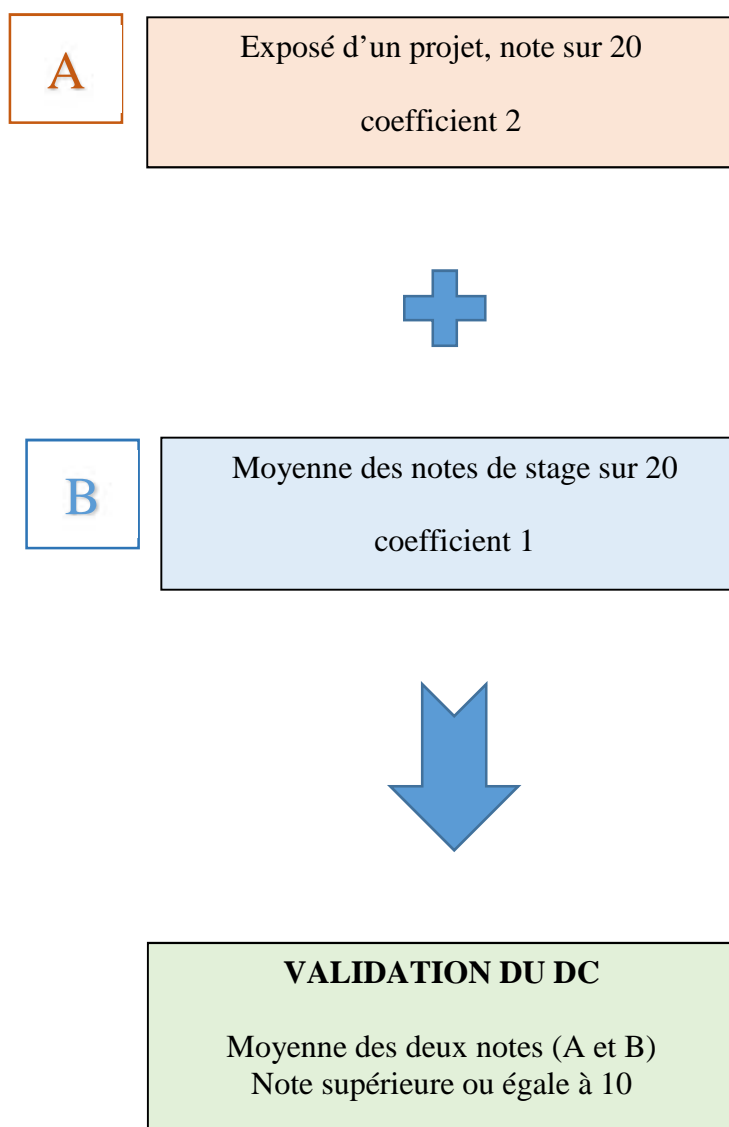 A
Exposé d’un projet, note sur 20
coefficient 2
B
Moyenne des notes de stage sur 20
coefficient 1
VALIDATION DU DC
Moyenne des deux notes (A et B)
Note supérieure ou égale à 10